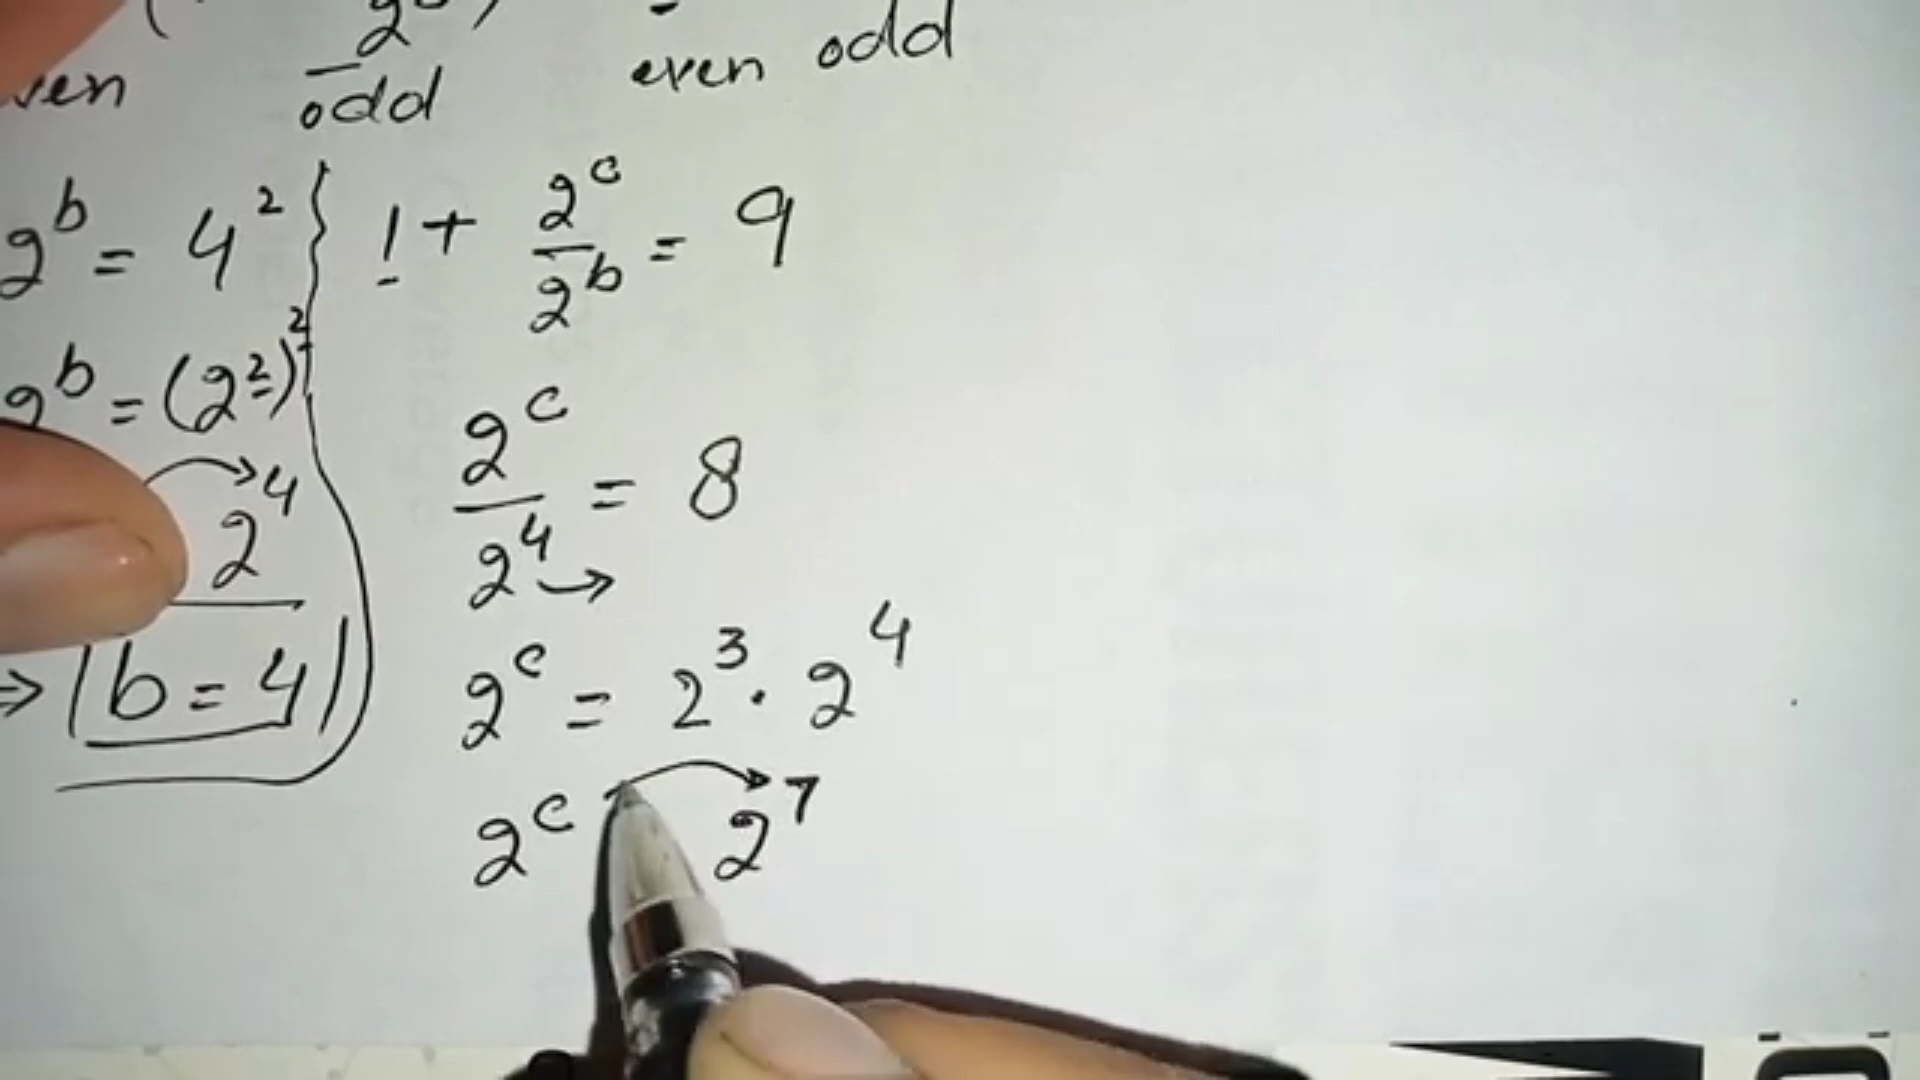 2
odd
even odd
2^b = 4^2
1 + 2^c/2^b = 9
2^b = (2^2)^2
2^c/2^4 = 8
2^4
2^c = 2^3 · 2^4
⇒ b = 4
2^c 2^7